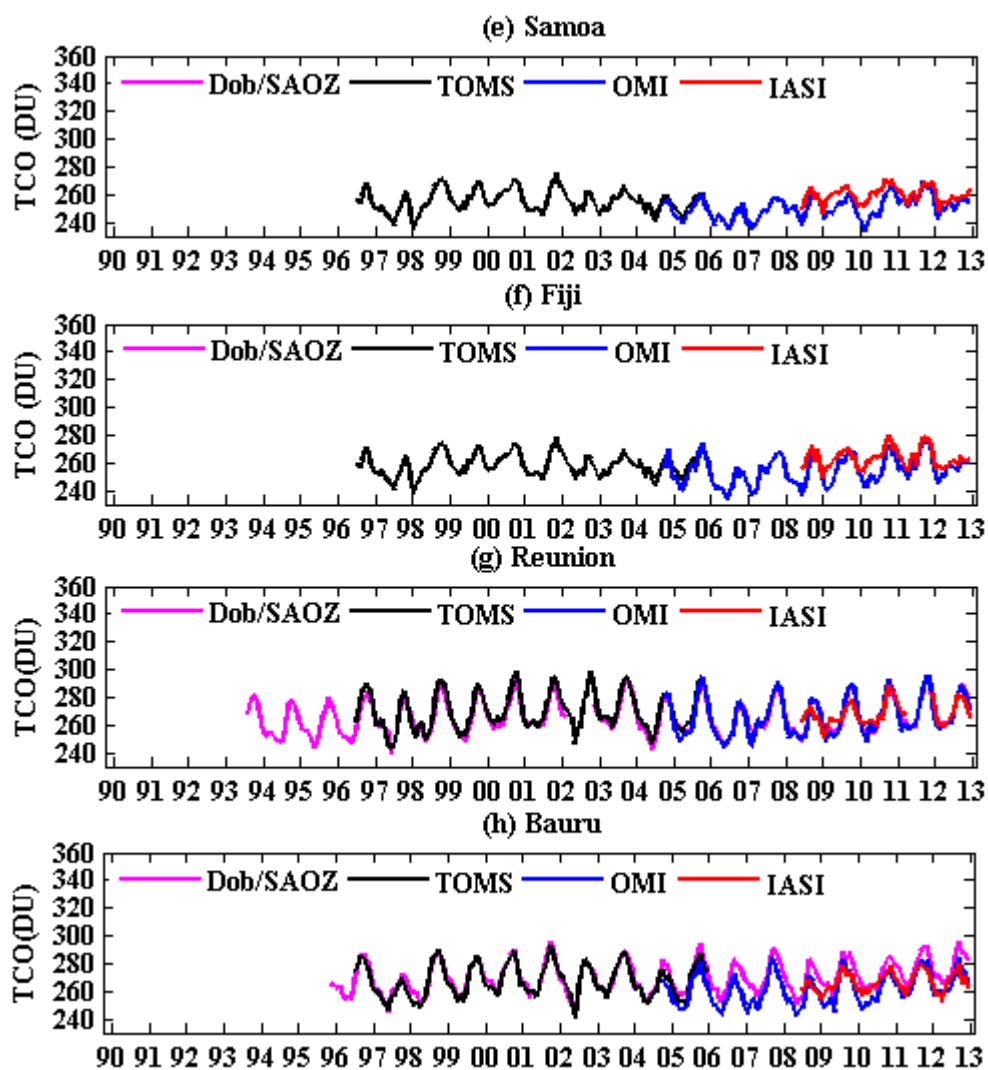 (e) Samoa
360
340
320
300
280
260
240
TCO (DU)
Dob/SAOZ TOMS OMI IASI
90 91 92 93 94 95 96 97 98 99 00 01 02 03 04 05 06 07 08 09 10 11 12 13
(f) Fiji
360
340
320
300
280
260
240
TCO (DU)
Dob/SAOZ TOMS OMI IASI
90 91 92 93 94 95 96 97 98 99 00 01 02 03 04 05 06 07 08 09 10 11 12 13
(g) Reunion
360
340
320
300
280
260
240
TCO(DU)
Dob/SAOZ TOMS OMI IASI
90 91 92 93 94 95 96 97 98 99 00 01 02 03 04 05 06 07 08 09 10 11 12 13
(h) Bauru
360
340
320
300
280
260
240
TCO(DU)
Dob/SAOZ TOMS OMI IASI
90 91 92 93 94 95 96 97 98 99 00 01 02 03 04 05 06 07 08 09 10 11 12 13